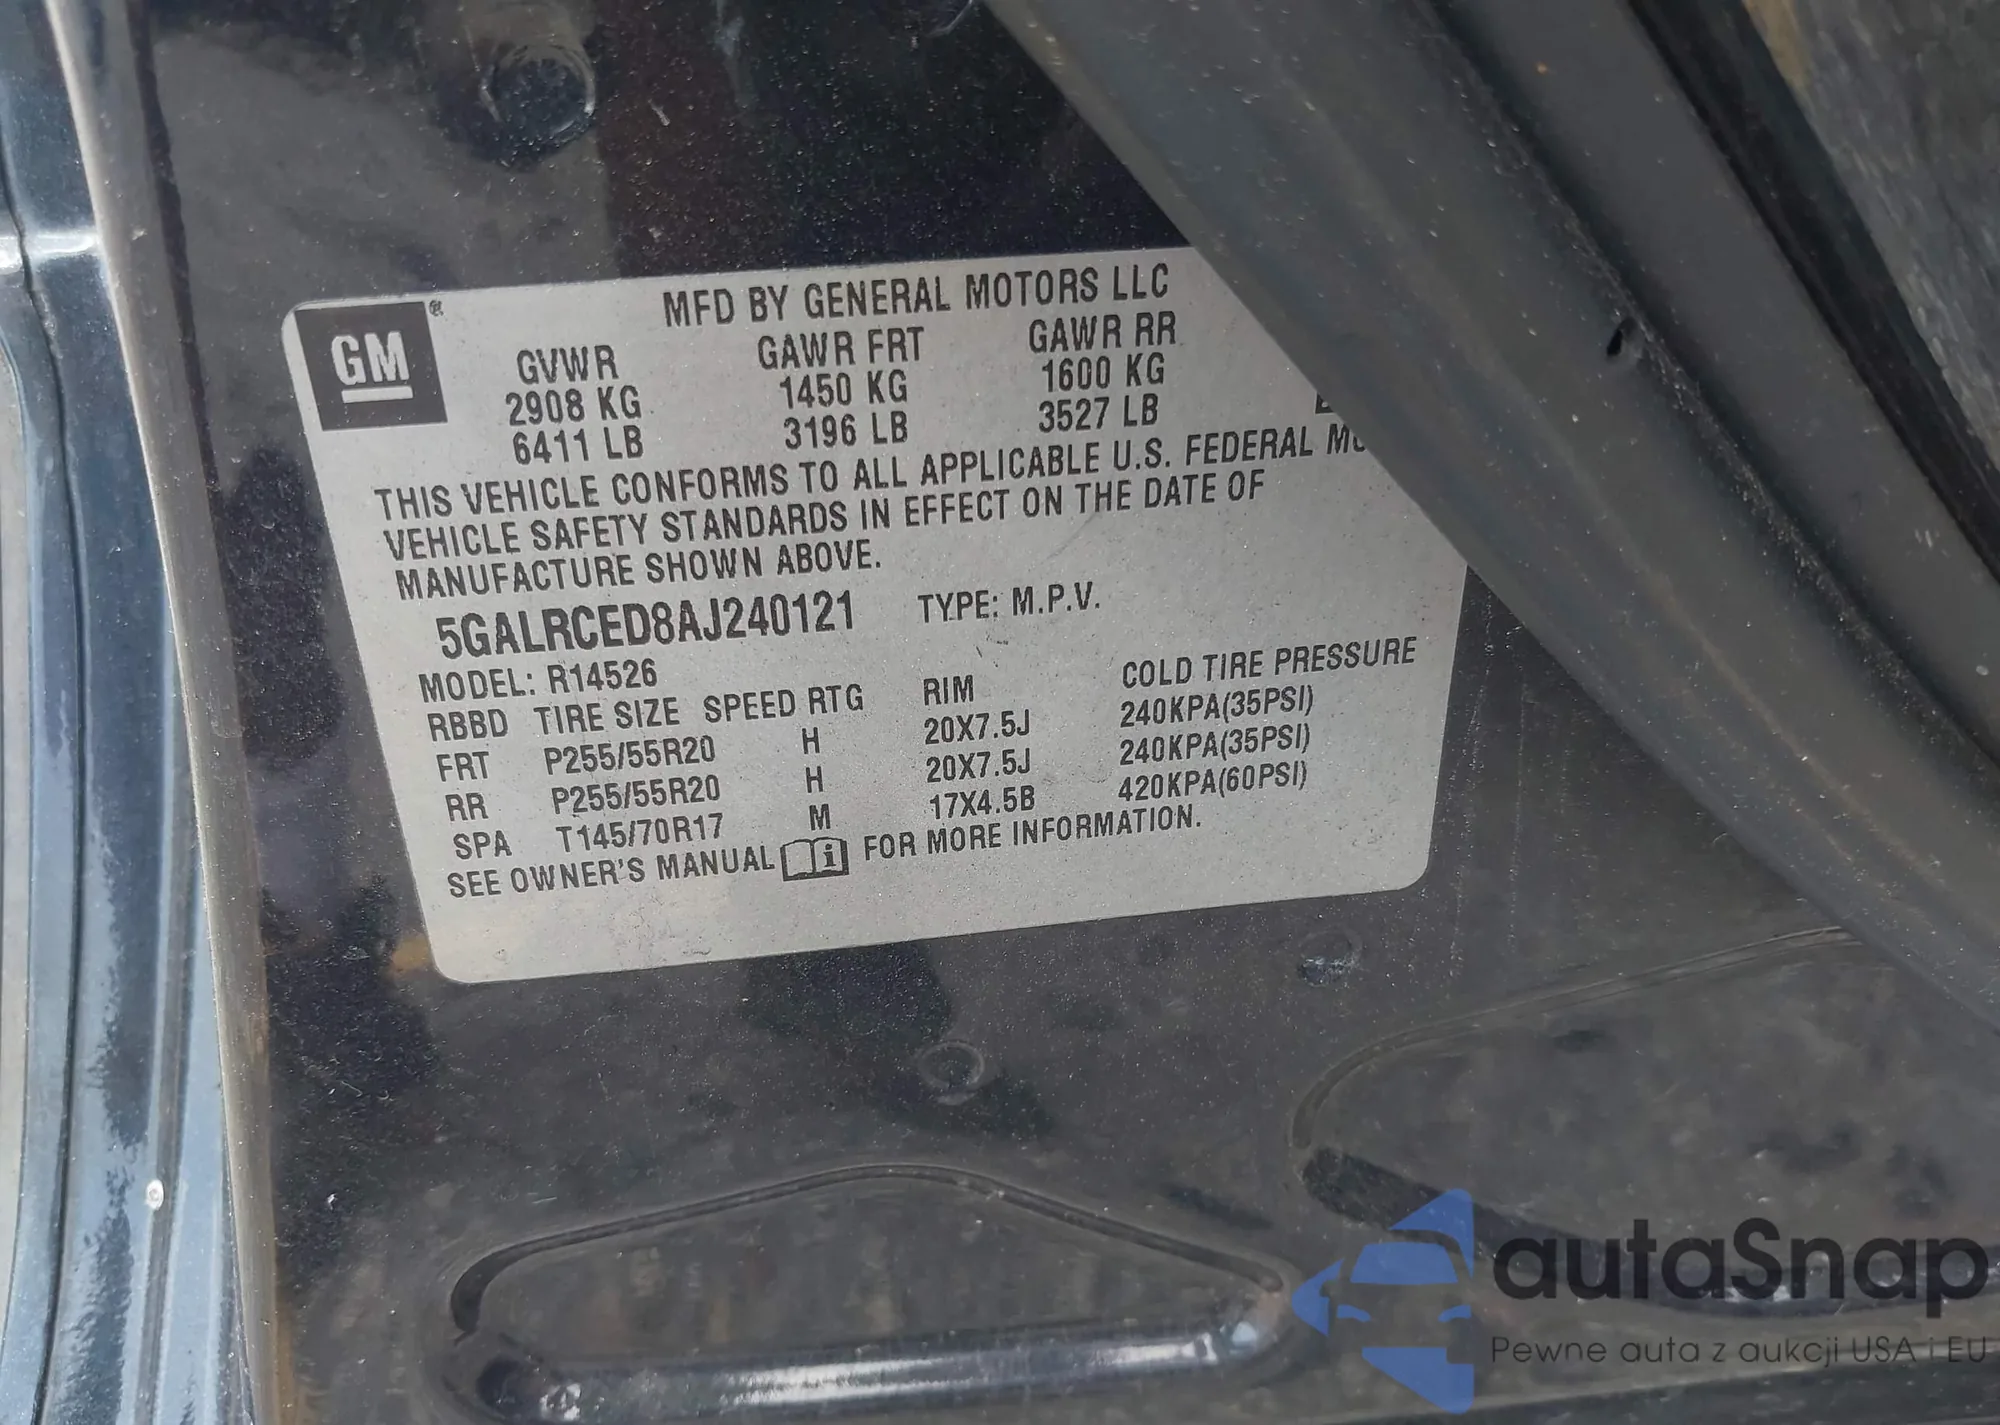 GM®
MFD BY GENERAL MOTORS LLC
GVWR GAWR FRT GAWR RR
2908 KG 1450 KG 1600 KG
6411 LB 3196 LB 3527 LB
THIS VEHICLE CONFORMS TO ALL APPLICABLE U.S. FEDERAL
VEHICLE SAFETY STANDARDS IN EFFECT ON THE DATE OF
MANUFACTURE SHOWN ABOVE.
5GALRCED8AJ240121 TYPE: M.P.V.
MODEL: R14526
RBBD TIRE SIZE SPEED RTG RIM COLD TIRE PRESSURE
FRT P255/55R20 H 20X7.5J 240KPA(35PSI)
RR P255/55R20 H 20X7.5J 240KPA(35PSI)
SPA T145/70R17 M 17X4.5B 420KPA(60PSI)
SEE OWNER'S MANUAL i FOR MORE INFORMATION.
autaSnap
Pewne auta z aukcji USA i EU